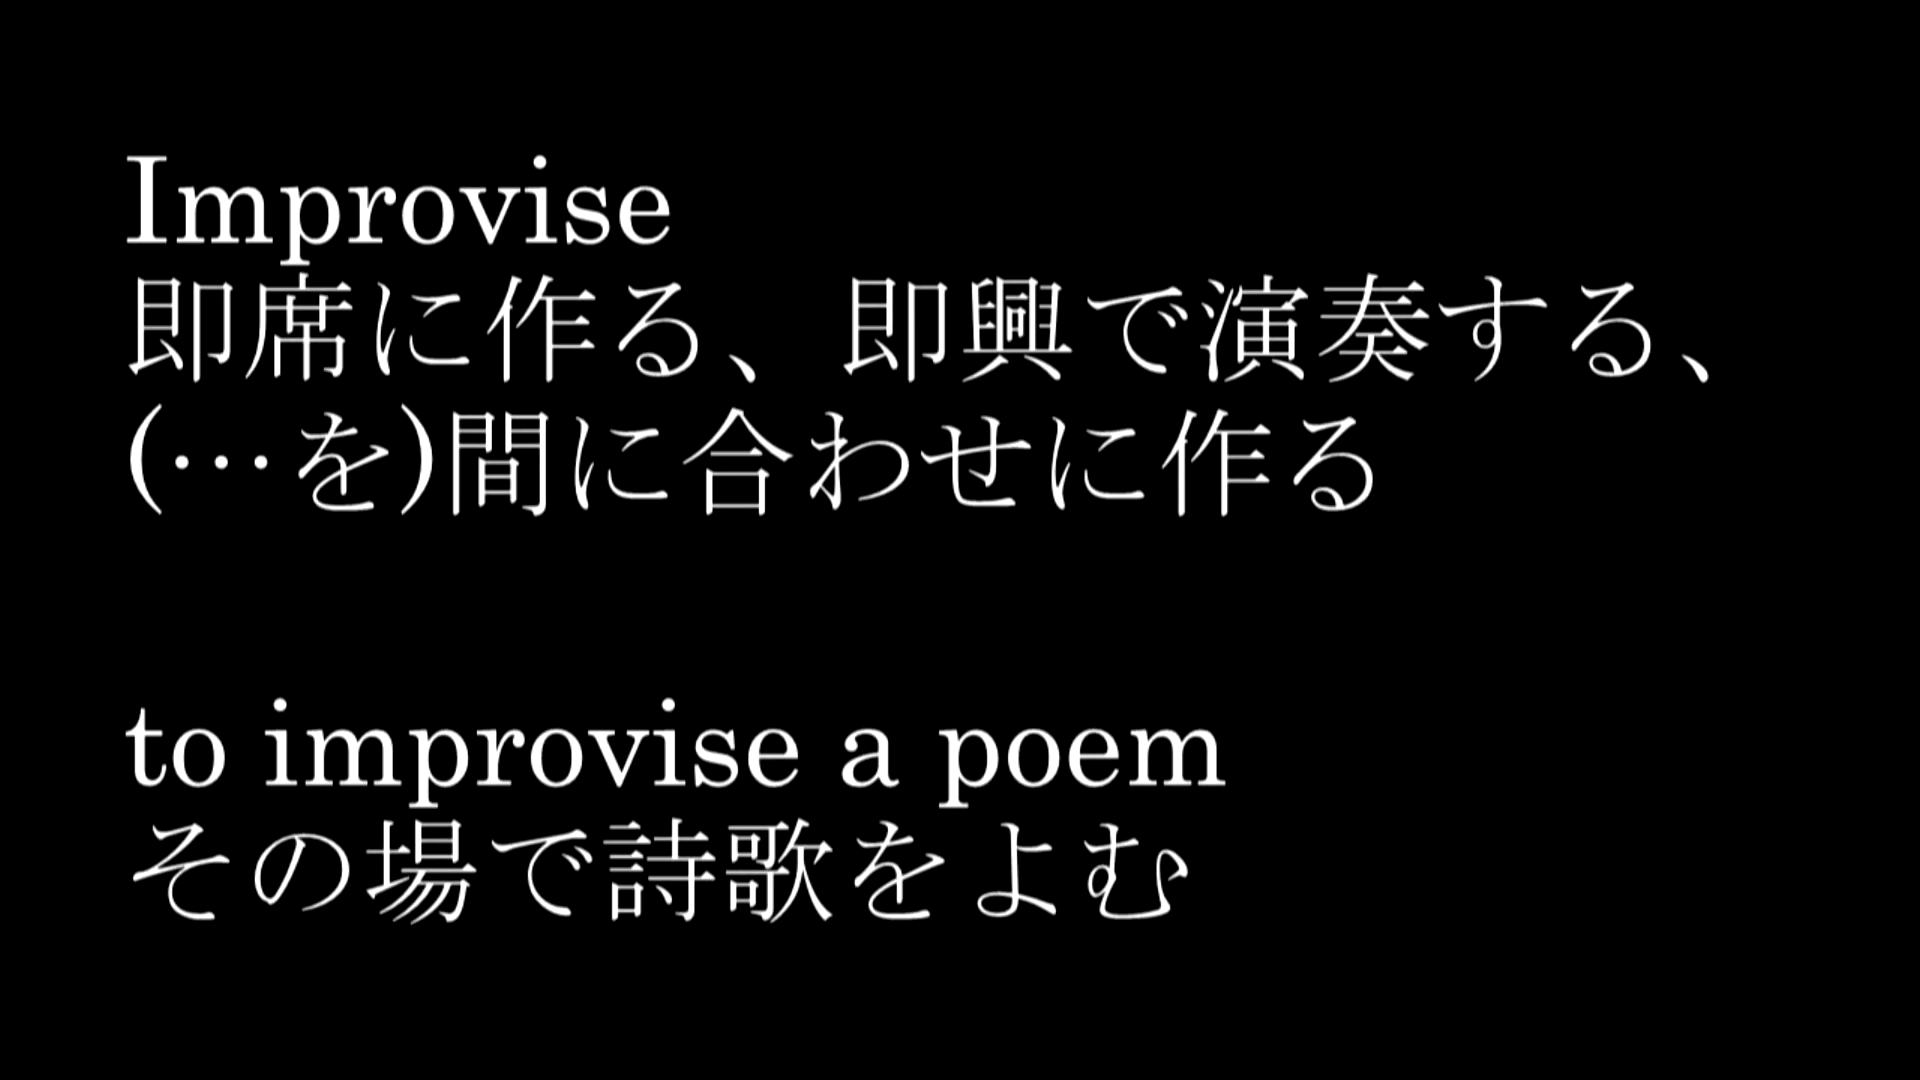 Improvise
即席に作る、即興で演奏する、
(…を)間に合わせに作る
to improvise a poem
その場で詩歌をよむ